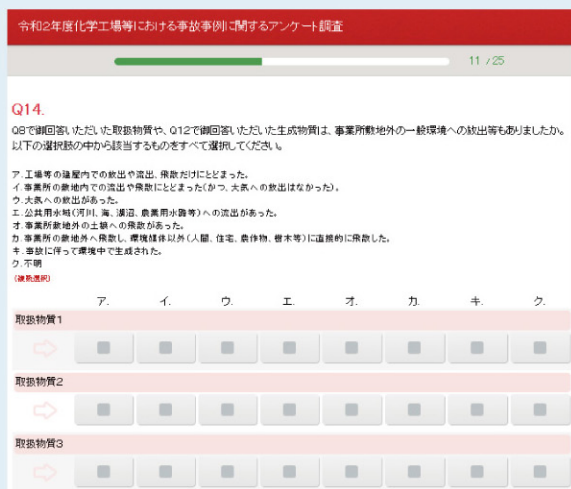 令和2年度化学工場等における事故事例に関するアンケート調査
11 / 25
Q14.
Q8で御回答いただいた取扱物質や、Q12で御回答いただいた生成物質は、事業所敷地外の一般環境への放出等もありましたか。
以下の選択肢の中から該当するものをすべて選択してください。
ア. 工場等の建屋内での放出や流出、飛散だけにとどまった。
イ. 事業所の敷地内での流出や飛散にとどまった(かつ、大気への放出はなかった)。
ウ. 大気への放出があった。
エ. 公共用水域(河川、海、湖沼、農業用水路等)への流出があった。
オ. 事業所敷地外の土壌への飛散があった。
カ. 事業所の敷地外へ飛散し、環境媒体以外(人間、住宅、農作物、樹木等)に直接的に飛散した。
キ. 事故に伴って環境中で生成された。
ク. 不明
(複数選択)
ア. イ. ウ. エ. オ. カ. キ. ク.
取扱物質1
取扱物質2
取扱物質3